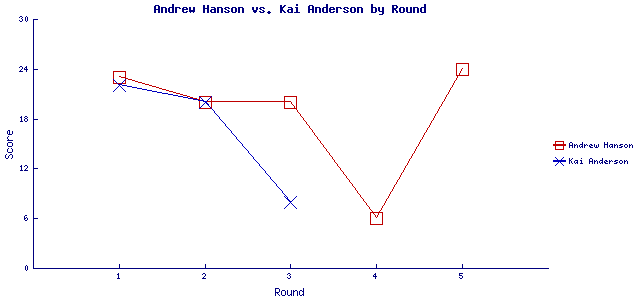 Andrew Hanson vs. Kai Anderson by Round
30
24
18
12
6
0
Score
1 2 3 4 5
Round
Andrew Hanson
Kai Anderson